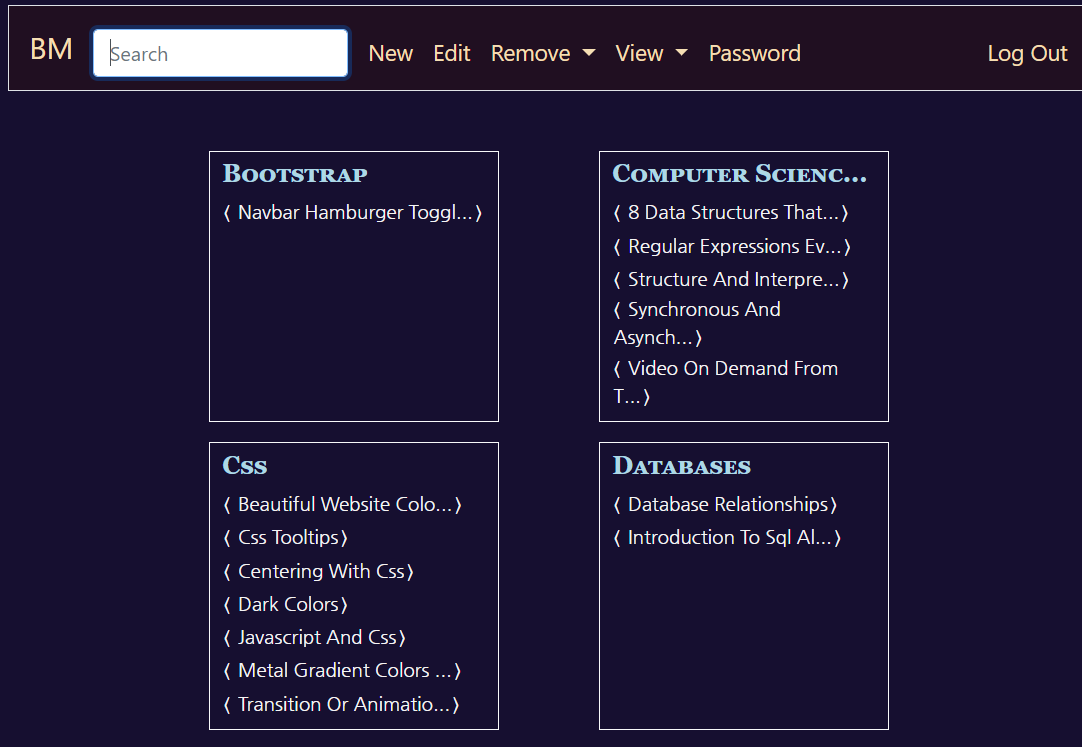 BM Search New Edit Remove View Password Log Out
Bootstrap
⟨ Navbar Hamburger Toggl...⟩
Computer Scienc...
⟨ 8 Data Structures That...⟩
⟨ Regular Expressions Ev...⟩
⟨ Structure And Interpre...⟩
⟨ Synchronous And
Asynch...⟩
⟨ Video On Demand From
T...⟩
Css
⟨ Beautiful Website Colo...⟩
⟨ Css Tooltips⟩
⟨ Centering With Css⟩
⟨ Dark Colors⟩
⟨ Javascript And Css⟩
⟨ Metal Gradient Colors ...⟩
⟨ Transition Or Animatio...⟩
Databases
⟨ Database Relationships⟩
⟨ Introduction To Sql Al...⟩